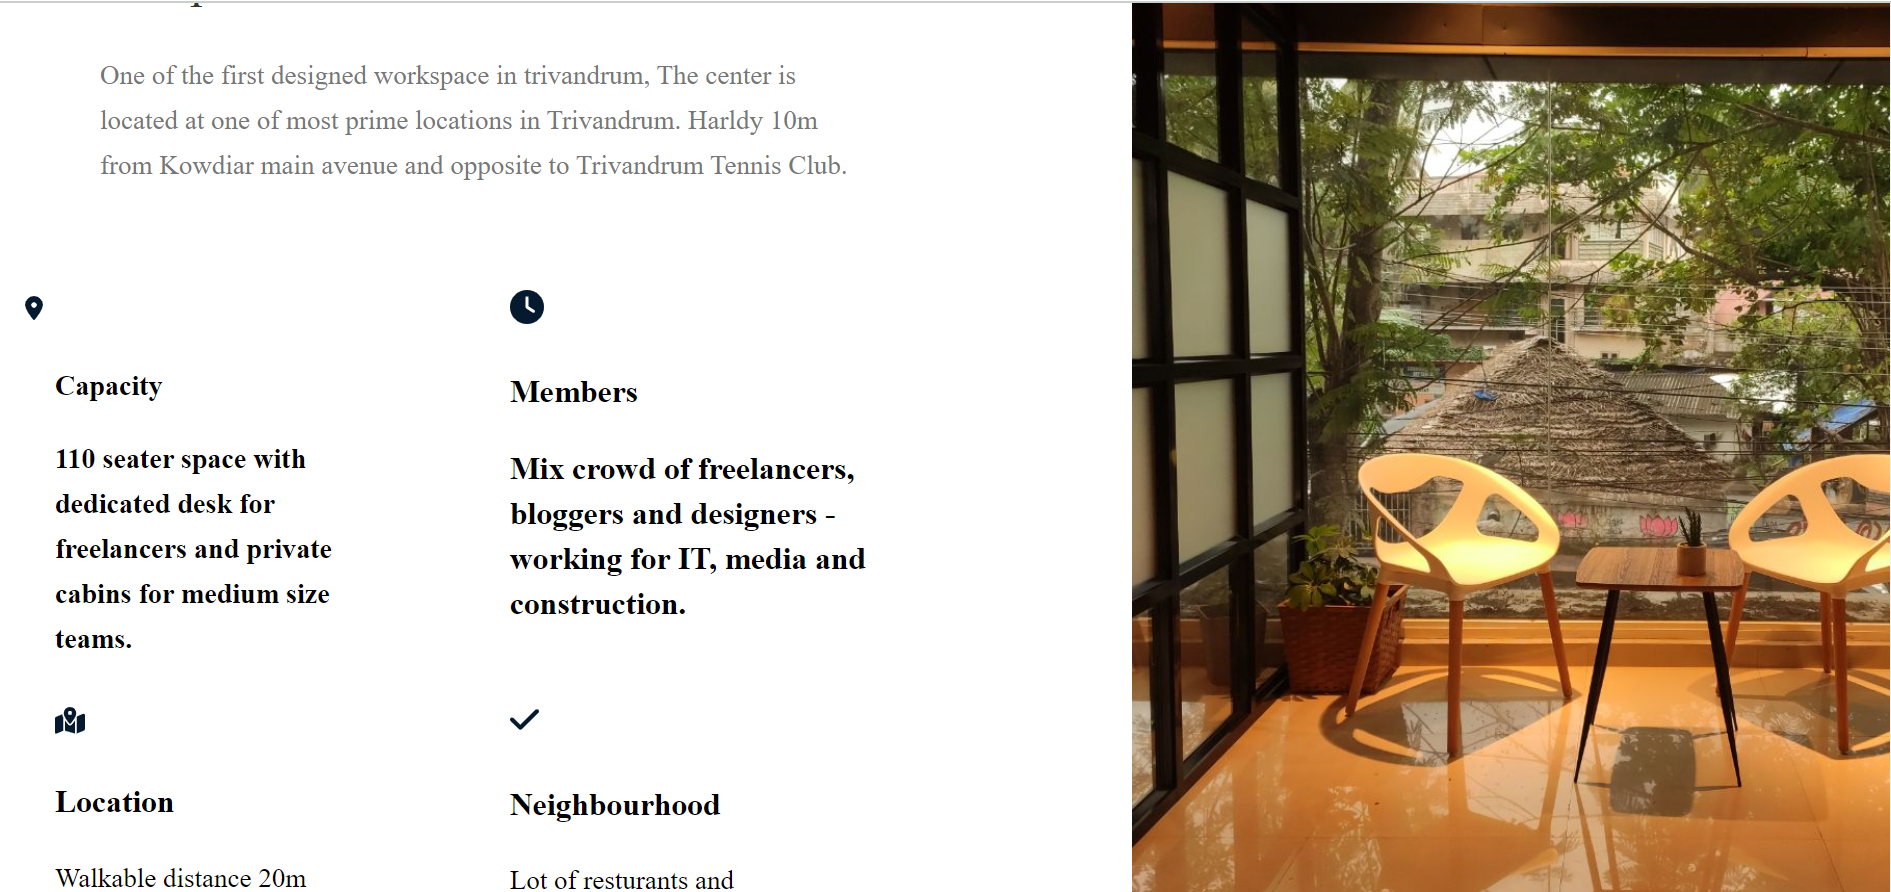 One of the first designed workspace in trivandrum, The center is
located at one of most prime locations in Trivandrum. Harldy 10m
from Kowdiar main avenue and opposite to Trivandrum Tennis Club.
Capacity
110 seater space with
dedicated desk for
freelancers and private
cabins for medium size
teams.
Members
Mix crowd of freelancers,
bloggers and designers -
working for IT, media and
construction.
Location
Walkable distance 20m
Neighbourhood
Lot of resturants and